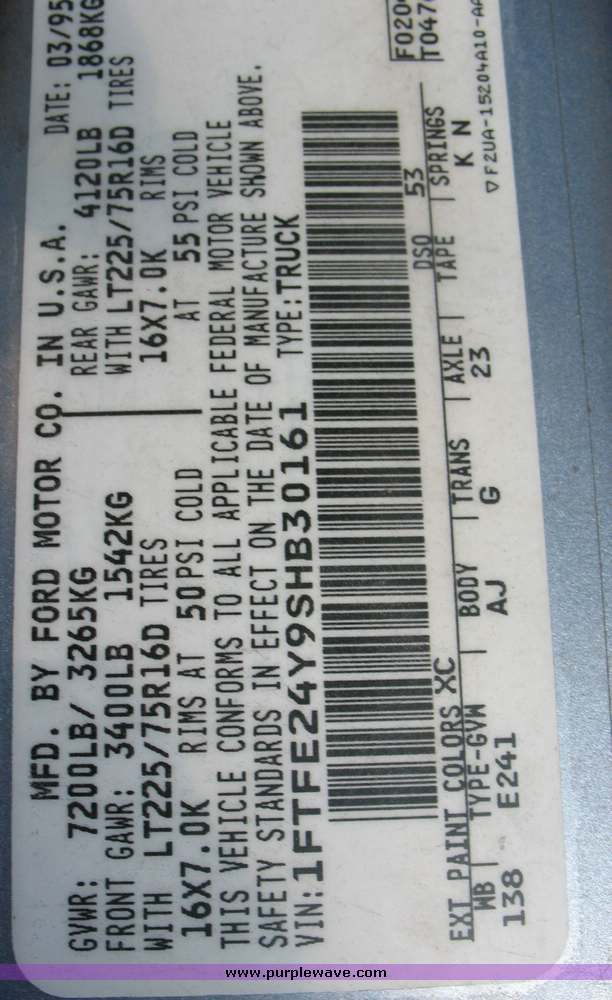 MFD. BY FORD MOTOR CO. IN U.S.A.
DATE: 03/95
GVWR: 7200LB/ 3265KG
FRONT GAWR: 3400LB 1542KG
WITH LT225/75R16D TIRES
16X7.0K RIMS AT 50PSI COLD
REAR GAWR: 4120LB 1868KG
WITH LT225/75R16D TIRES
16X7.0K RIMS
AT 55PSI COLD
THIS VEHICLE CONFORMS TO ALL APPLICABLE FEDERAL MOTOR VEHICLE
SAFETY STANDARDS IN EFFECT ON THE DATE OF MANUFACTURE SHOWN ABOVE.
VIN:1FTFE24Y9SHB30161 TYPE:TRUCK
EXT PAINT COLORS XC DSO 53
WB | TYPE-GVW | BODY | TRANS | AXLE | TAPE | SPRINGS
138 E241 AJ G 23 K N
▽F2UA-15204A10-AA
www.purplewave.com